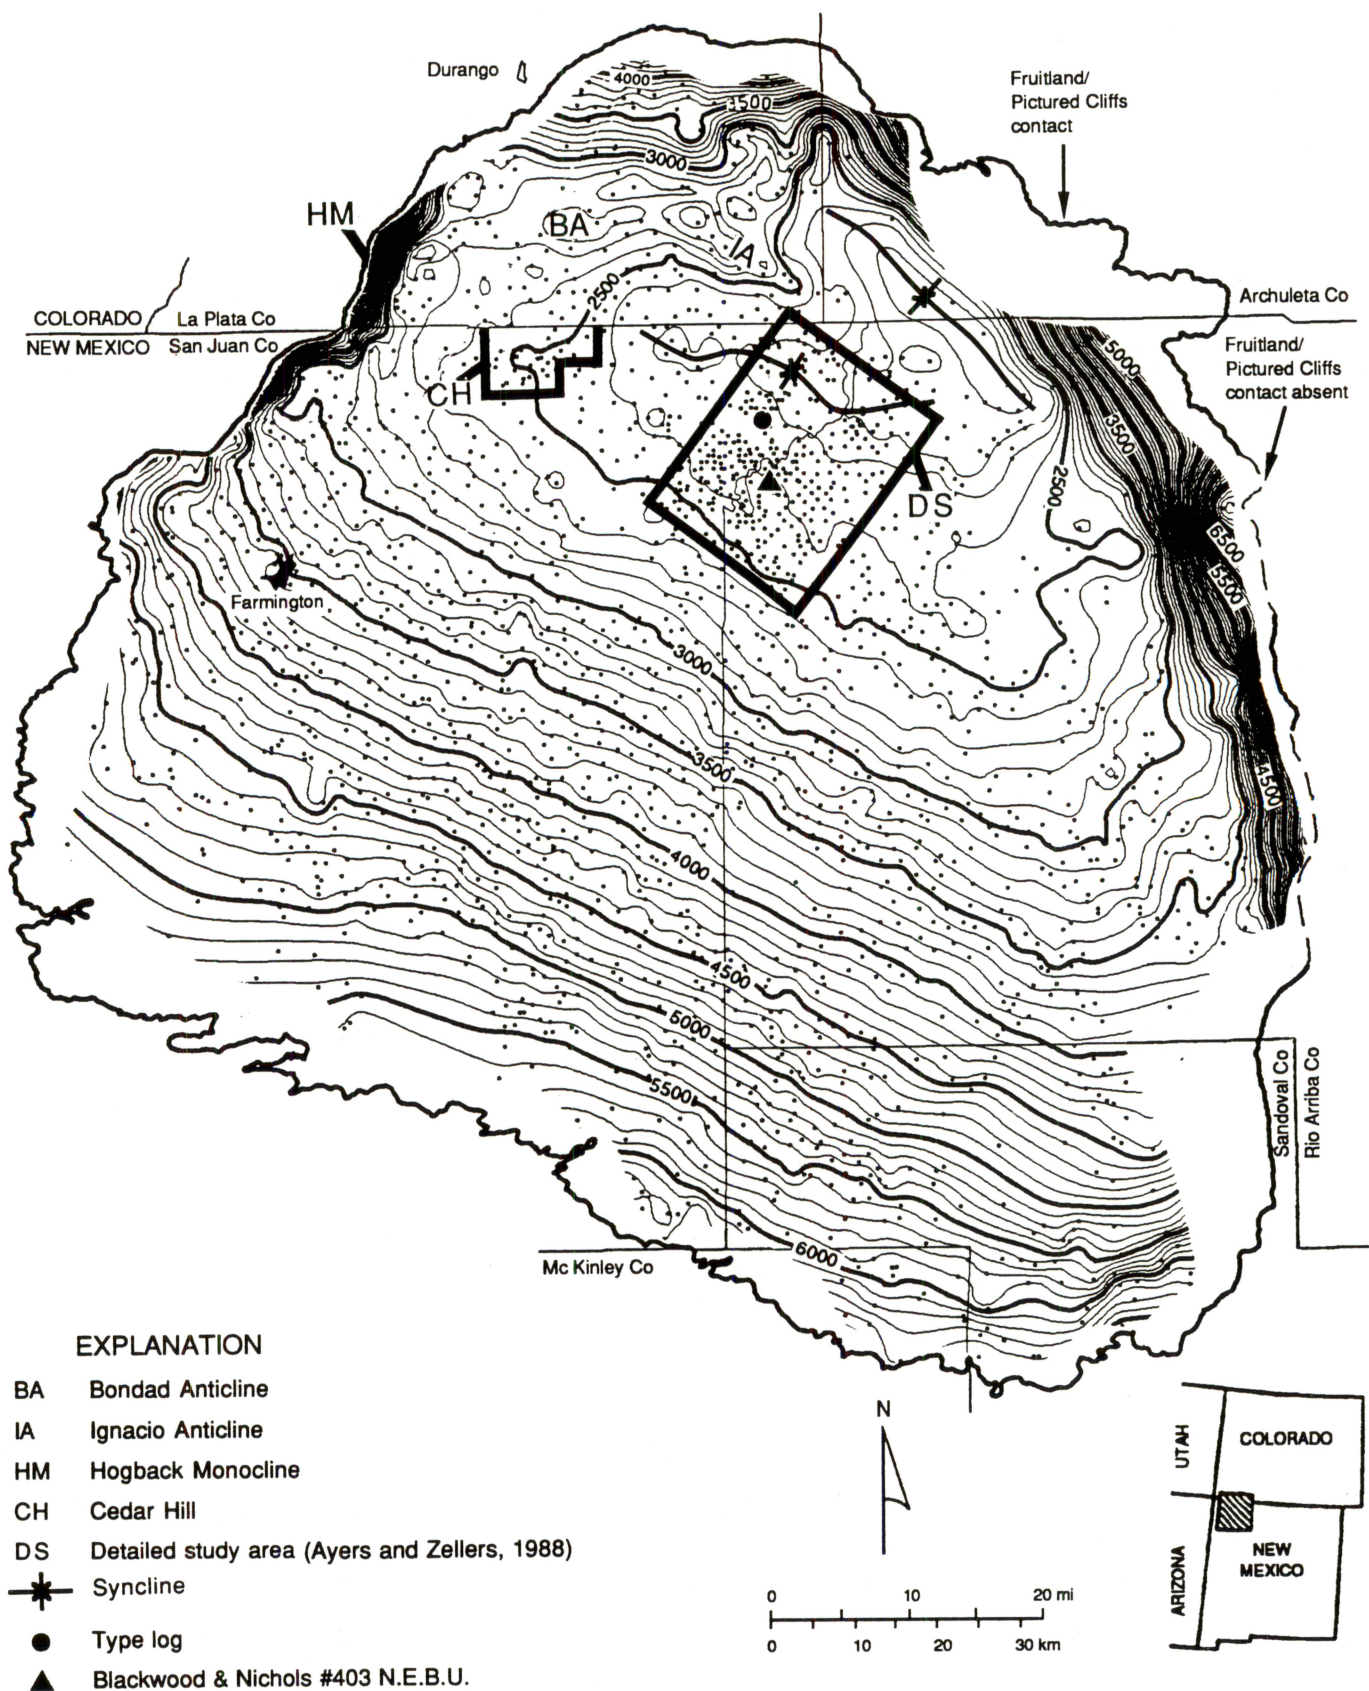 Durango
4000
3500
Fruitland/
Pictured Cliffs
contact
3000
HM
BA
IA
2500
COLORADO
La Plata Co
Archuleta Co
NEW MEXICO
San Juan Co
Fruitland/
Pictured Cliffs
contact absent
5000
CH
3500
2500
DS
6500
5500
Farmington
3000
3500
4500
4000
4500
5000
5500
Sandoval Co
Rio Arriba Co
6000
Mc Kinley Co
EXPLANATION
BA Bondad Anticline
IA Ignacio Anticline
HM Hogback Monocline
CH Cedar Hill
DS Detailed study area (Ayers and Zellers, 1988)
Syncline
Type log
Blackwood & Nichols #403 N.E.B.U.
N
0 10 20 mi
0 10 20 30 km
UTAH
COLORADO
ARIZONA
NEW
MEXICO